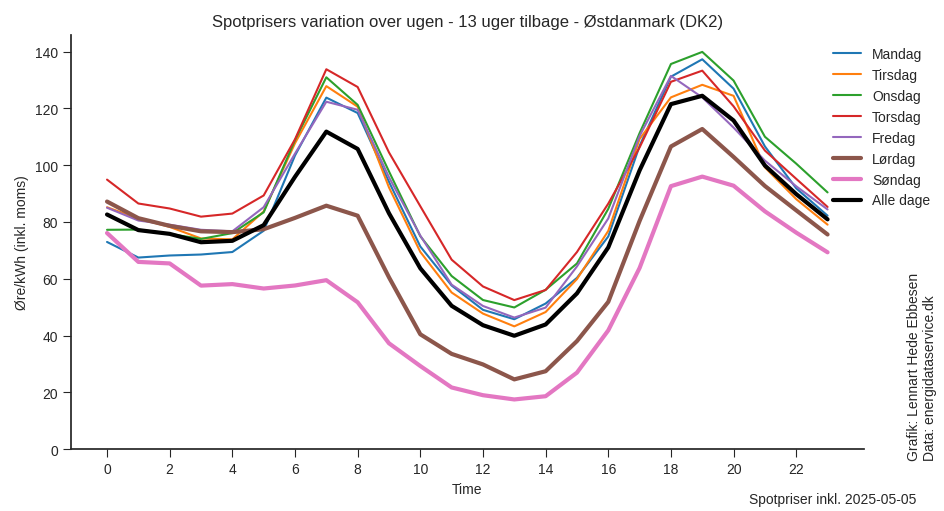 Spotprisers variation over ugen - 13 uger tilbage - Østdanmark (DK2)
Øre/kWh (inkl. moms)
140
120
100
80
60
40
20
0
0 2 4 6 8 10 12 14 16 18 20 22
Time
Mandag
Tirsdag
Onsdag
Torsdag
Fredag
Lørdag
Søndag
Alle dage
Grafik: Lennart Hede Ebbesen
Data: energidataservice.dk
Spotpriser inkl. 2025-05-05